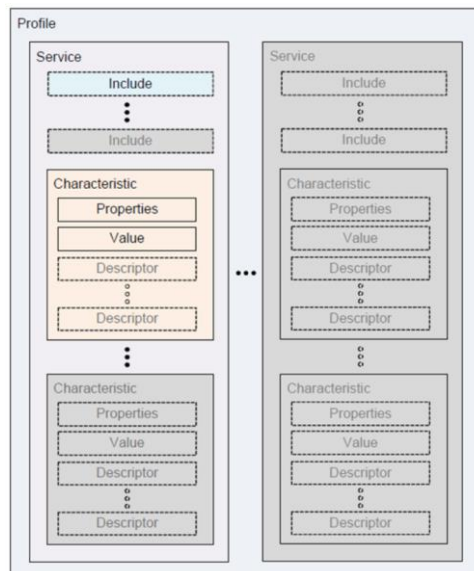 Profile
Service
Include
Include
Characteristic
Properties
Value
Descriptor
Descriptor
Characteristic
Properties
Value
Descriptor
Descriptor
Service
Include
Include
Characteristic
Properties
Value
Descriptor
Descriptor
Characteristic
Properties
Value
Descriptor
Descriptor